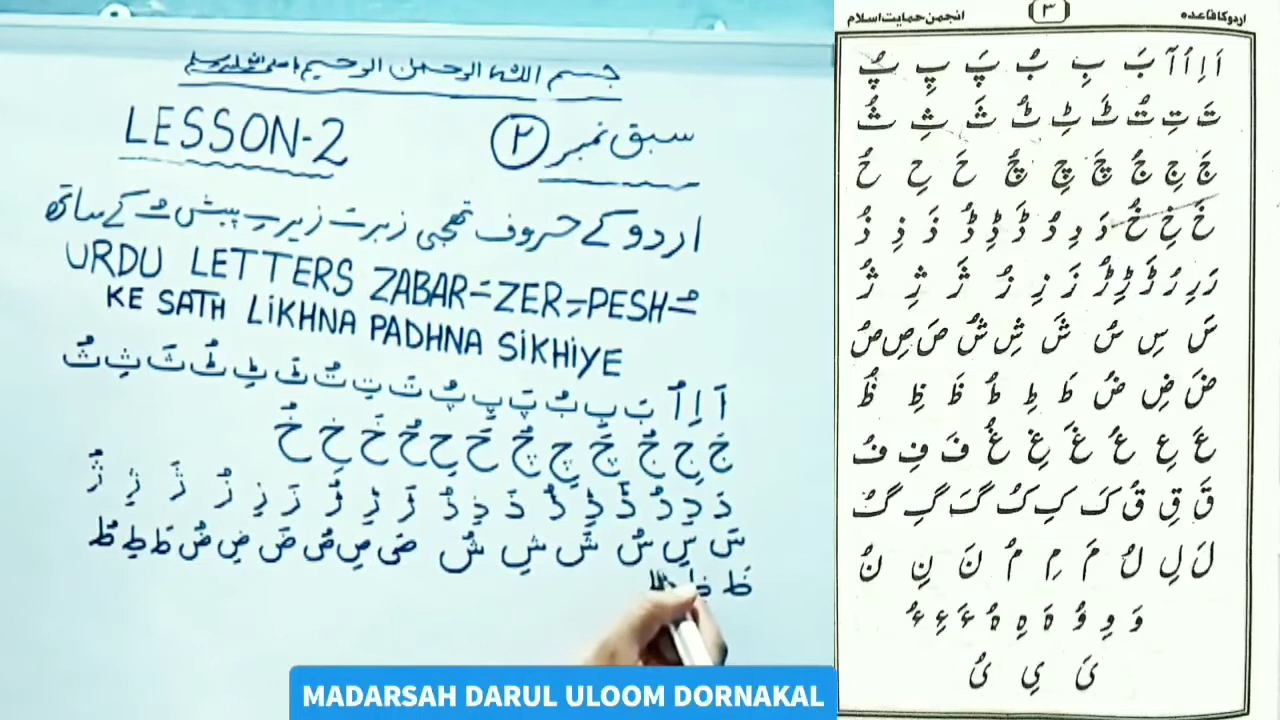 بسم اللہ الرحمن الرحیم
LESSON-2
سبق نمبر ۲
اردو کے حروف تہجی زبر َ زیر ِ پیش ُ کے ساتھ
URDU LETTERS ZABAR َ ZER ِ PESH ُ
KE SATH LIKHNA PADHNA SIKHIYE
اَ اِ اُ بَ بِ بُ پَ پِ پُ تَ تِ تُ ٹَ ٹِ ٹُ ثَ ثِ ثُ
جَ جِ جُ چَ چِ چُ حَ حِ حُ خَ خِ خُ
دَ دِ دُ ڈَ ڈِ ڈُ ذَ ذِ ذُ رَ رِ رُ زَ زِ زُ ژَ ژِ ژُ
سَ سِ سُ شَ شِ شُ صَ صِ صُ ضَ ضِ ضُ طَ طِ طُ
ظَ ظِ
MADARSAH DARUL ULOOM DORNAKAL
اردو کا قاعدہ ۳ انجمن حمایت اسلام
اَ اِ اُ آ بَ بِ بُ پَ پِ پُ
تَ تِ تُ ٹَ ٹِ ٹُ ثَ ثِ ثُ
جَ جِ جُ چَ چِ چُ حَ حِ حُ
خَ خِ خُ دَ دِ دُ ڈَ ڈِ ڈُ ذَ ذِ ذُ
رَ رِ رُ ڑَ ڑِ ڑُ زَ زِ زُ ژَ ژِ ژُ
سَ سِ سُ شَ شِ شُ صَ صِ صُ
ضَ ضِ ضُ طَ طِ طُ ظَ ظِ ظُ
عَ عِ عُ غَ غِ غُ فَ فِ فُ
قَ قِ قُ کَ کِ کُ گَ گِ گُ
لَ لِ لُ مَ مِ مُ نَ نِ نُ
وَ وِ وُ ہَ ہِ ہُ ءَ ءِ ءُ
یَ یِ یُ